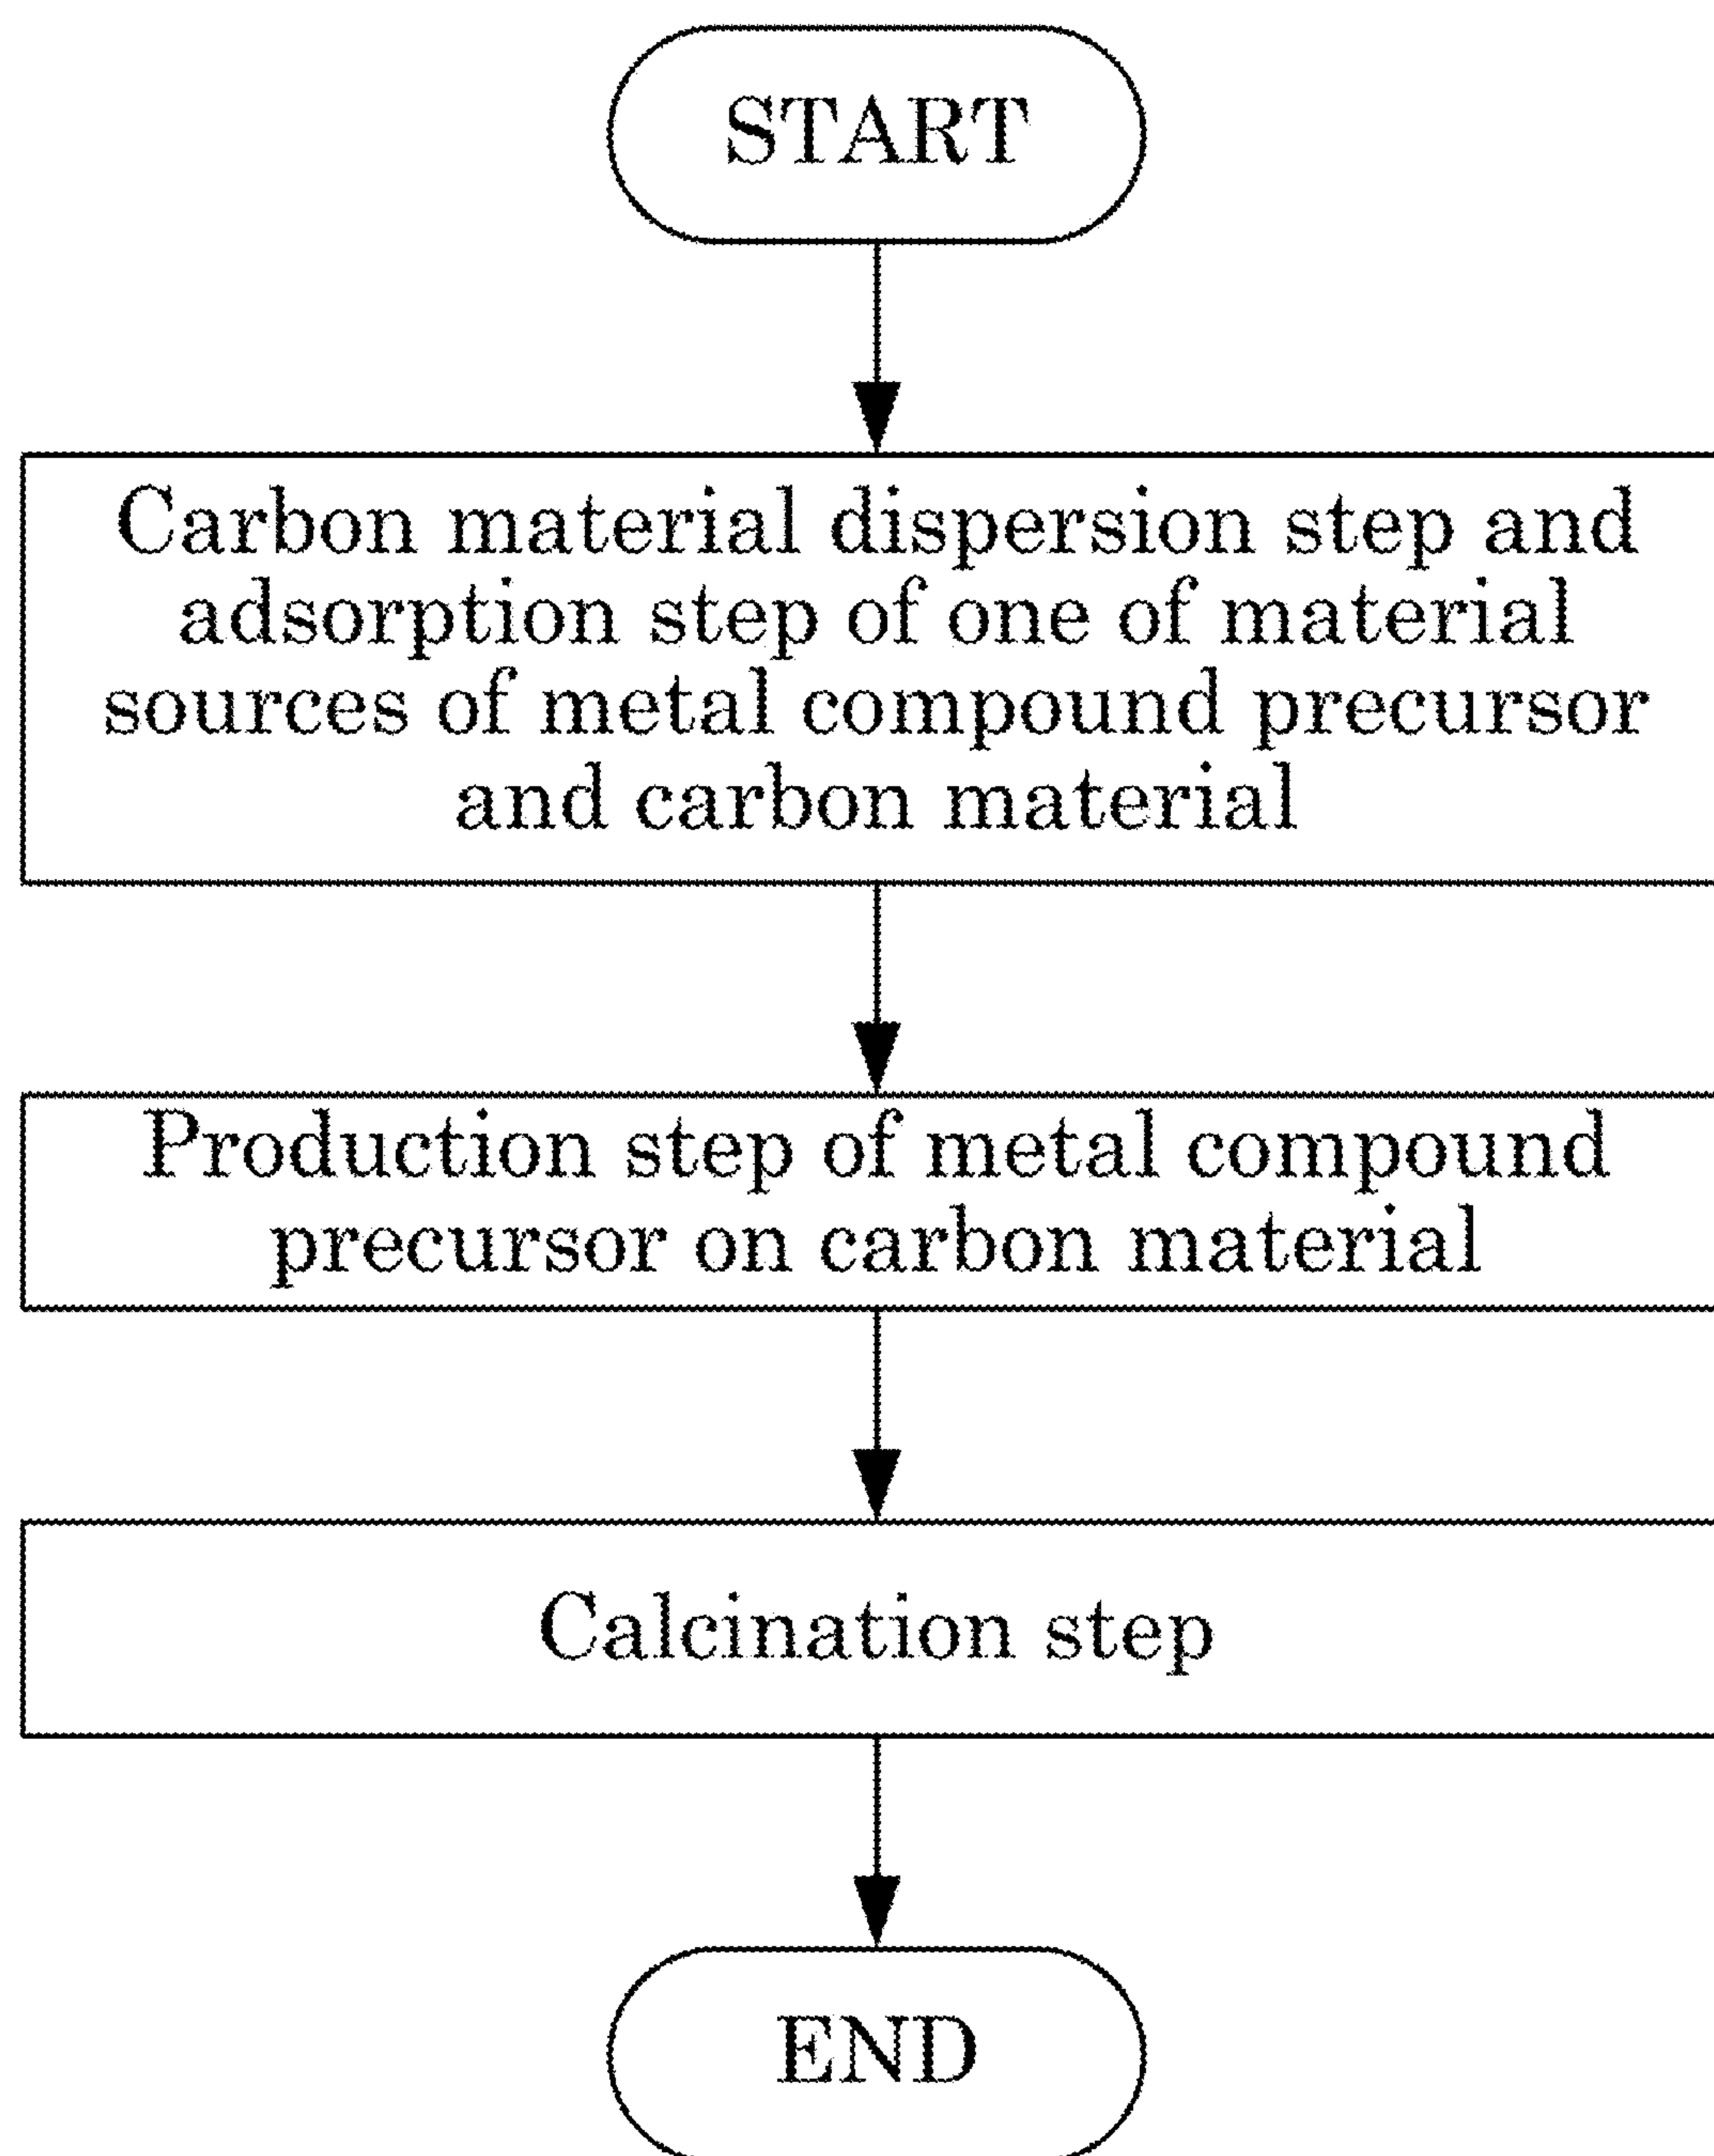 START
Carbon material dispersion step and
adsorption step of one of material
sources of metal compound precursor
and carbon material
Production step of metal compound
precursor on carbon material
Calcination step
END